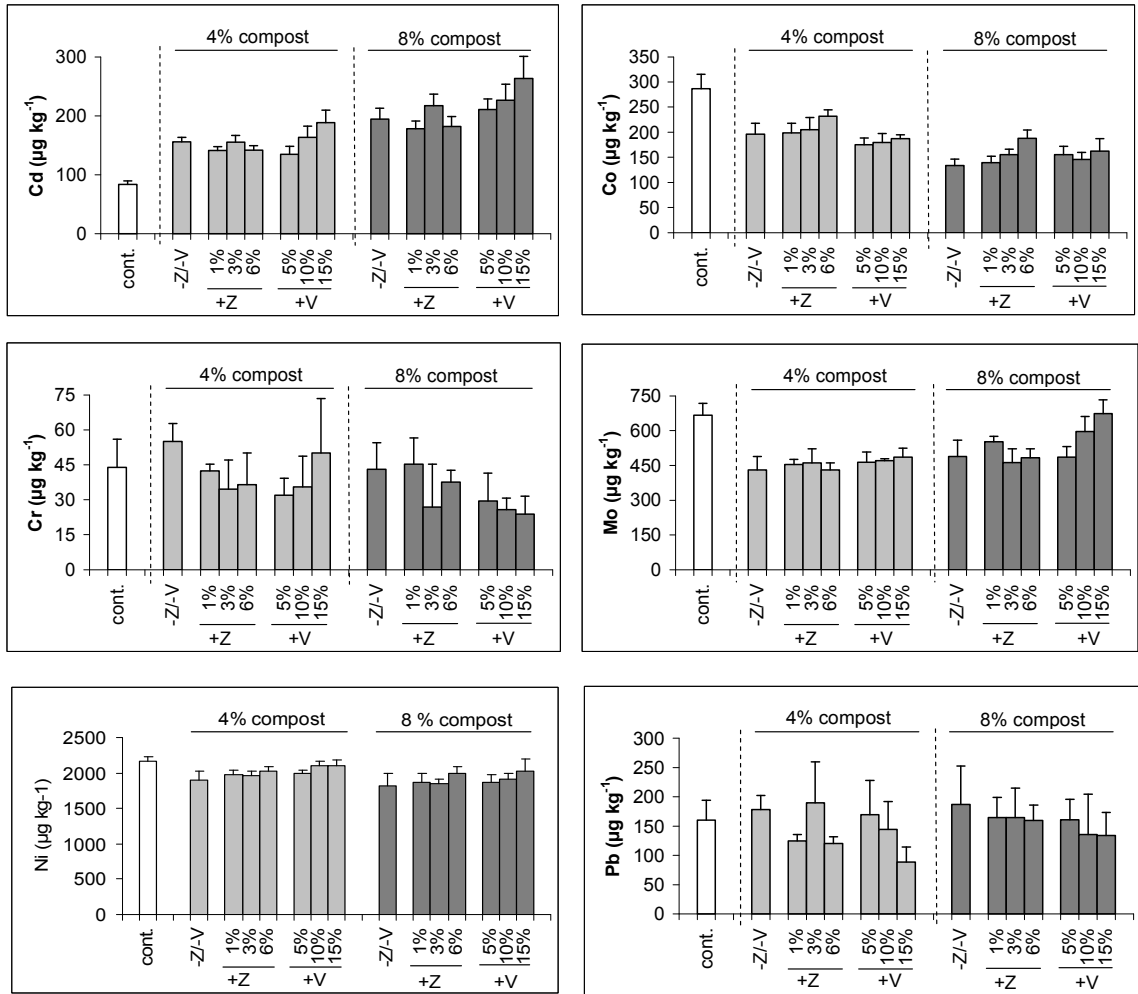 4% compost 8% compost
300
200
100
0
Cd (µg kg-1)
cont. -Z/-V 1% 3% 6% 5% 10% 15% -Z/-V 1% 3% 6% 5% 10% 15%
+Z +V +Z +V
4% compost 8% compost
350
300
250
200
150
100
50
0
Co (µg kg-1)
cont. -Z/-V 1% 3% 6% 5% 10% 15% -Z/-V 1% 3% 6% 5% 10% 15%
+Z +V +Z +V
4% compost 8% compost
75
60
45
30
15
0
Cr (µg kg-1)
cont. -Z/-V 1% 3% 6% 5% 10% 15% -Z/-V 1% 3% 6% 5% 10% 15%
+Z +V +Z +V
4% compost 8% compost
750
600
450
300
150
0
Mo (µg kg-1)
cont. -Z/-V 1% 3% 6% 5% 10% 15% -Z/-V 1% 3% 6% 5% 10% 15%
+Z +V +Z +V
4% compost 8 % compost
2500
2000
1500
1000
500
0
Ni (µg kg-1)
cont. -Z/-V 1% 3% 6% 5% 10% 15% -Z/-V 1% 3% 6% 5% 10% 15%
+Z +V +Z +V
4% compost 8% compost
300
250
200
150
100
50
0
Pb (µg kg-1)
cont. -Z/-V 1% 3% 6% 5% 10% 15% -Z/-V 1% 3% 6% 5% 10% 15%
+Z +V +Z +V